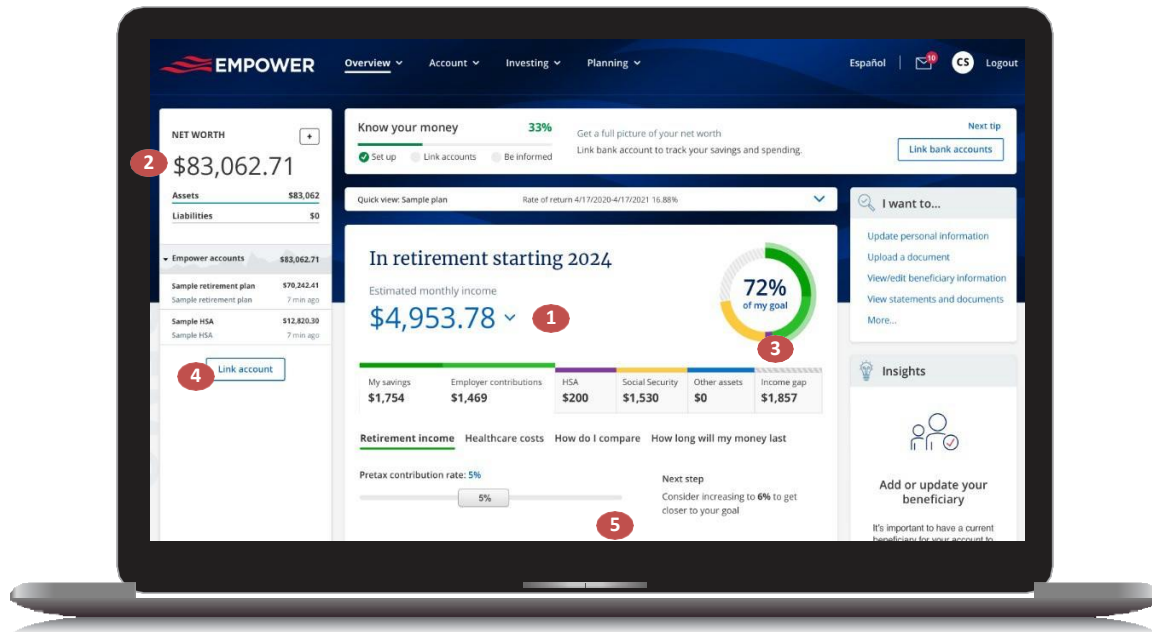 EMPOWER
Overview
Account
Investing
Planning
Español
10
CS
Logout
NET WORTH
+
2
$83,062.71
Assets $83,062
Liabilities $0
Empower accounts $83,062.71
Sample retirement plan $70,242.41
Sample retirement plan 7 min ago
Sample HSA $12,820.30
Sample HSA 7 min ago
4
Link account
Know your money 33%
Set up Link accounts Be informed
Get a full picture of your net worth
Link bank account to track your savings and spending.
Next tip
Link bank accounts
Quick view: Sample plan Rate of return 4/17/2020-4/17/2021 16.88%
In retirement starting 2024
Estimated monthly income
$4,953.78
1
72%
of my goal
3
My savings Employer contributions HSA Social Security Other assets Income gap
$1,754 $1,469 $200 $1,530 $0 $1,857
Retirement income Healthcare costs How do I compare How long will my money last
Pretax contribution rate: 5%
5%
Next step
Consider increasing to 6% to get
closer to your goal
5
I want to...
Update personal information
Upload a document
View/edit beneficiary information
View statements and documents
More...
Insights
Add or update your
beneficiary
It's important to have a current
beneficiary for your account to